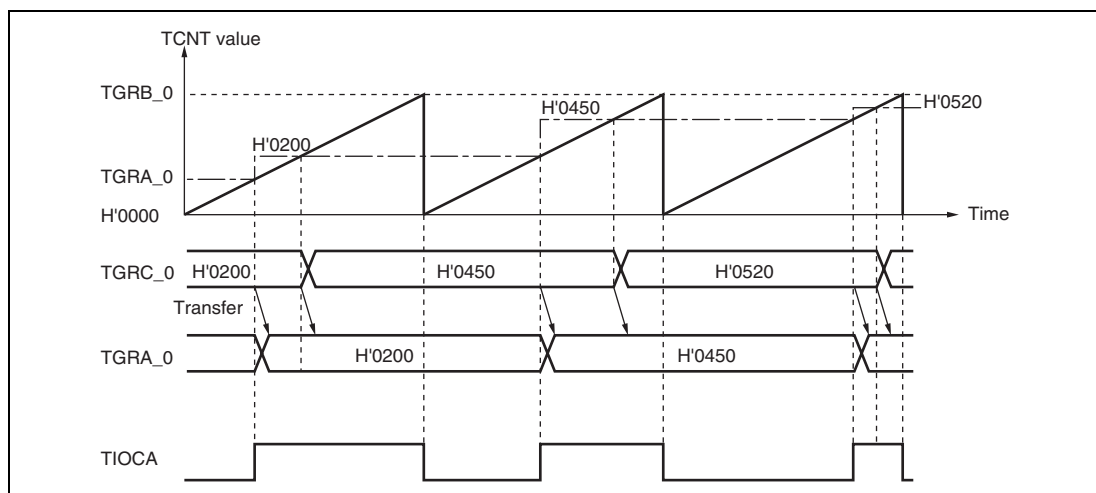 TCNT value
TGRB_0
H'0520
H'0450
H'0200
TGRA_0
H'0000
Time
TGRC_0
H'0200
H'0450
H'0520
Transfer
TGRA_0
H'0200
H'0450
TIOCA